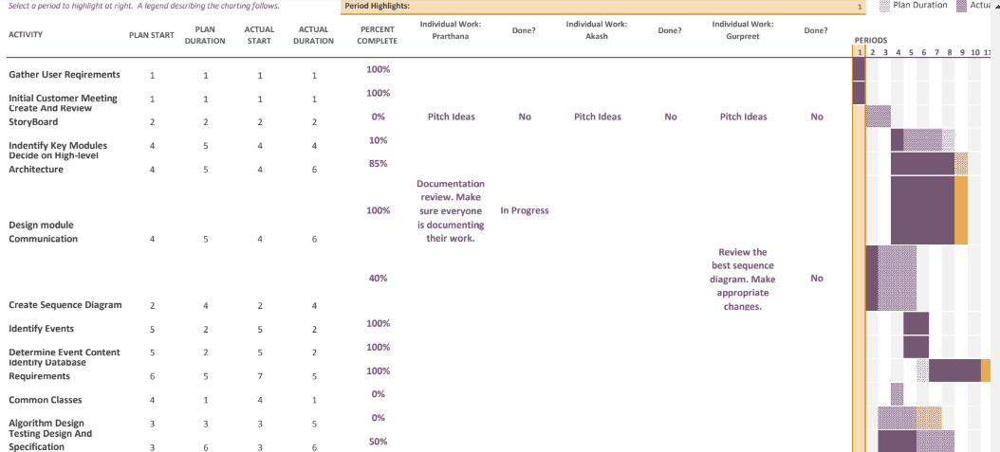 Select a period to highlight at right. A legend describing the charting follows.
Period Highlights: 1
Plan Duration
ACTIVITY PLAN START PLAN DURATION ACTUAL START ACTUAL DURATION PERCENT COMPLETE Individual Work: Prarthana Done? Individual Work: Akash Done? Individual Work: Gurpreet Done?
PERIODS
1 2 3 4 5 6 7 8 9 10 11
Gather User Reqirements 1 1 1 1 100%
Initial Customer Meeting 1 1 1 1 100%
Create And Review
StoryBoard 2 2 2 2 0% Pitch Ideas No Pitch Ideas No Pitch Ideas No
Indentify Key Modules 4 5 4 4 10%
Decide on High-level
Architecture 4 5 4 6 85%
Documentation
review. Make
sure everyone
is documenting
their work.
In Progress
100%
Design module
Communication 4 5 4 6
Review the
best sequence
diagram. Make
appropriate
changes.
No
40%
Create Sequence Diagram 2 4 2 4
Identify Events 5 2 5 2 100%
Determine Event Content 5 2 5 2 100%
Identify Database
Requirements 6 5 7 5 100%
Common Classes 4 1 4 1 0%
Algorithm Design 3 3 3 5 0%
Testing Design And
Specification 3 6 3 6 50%